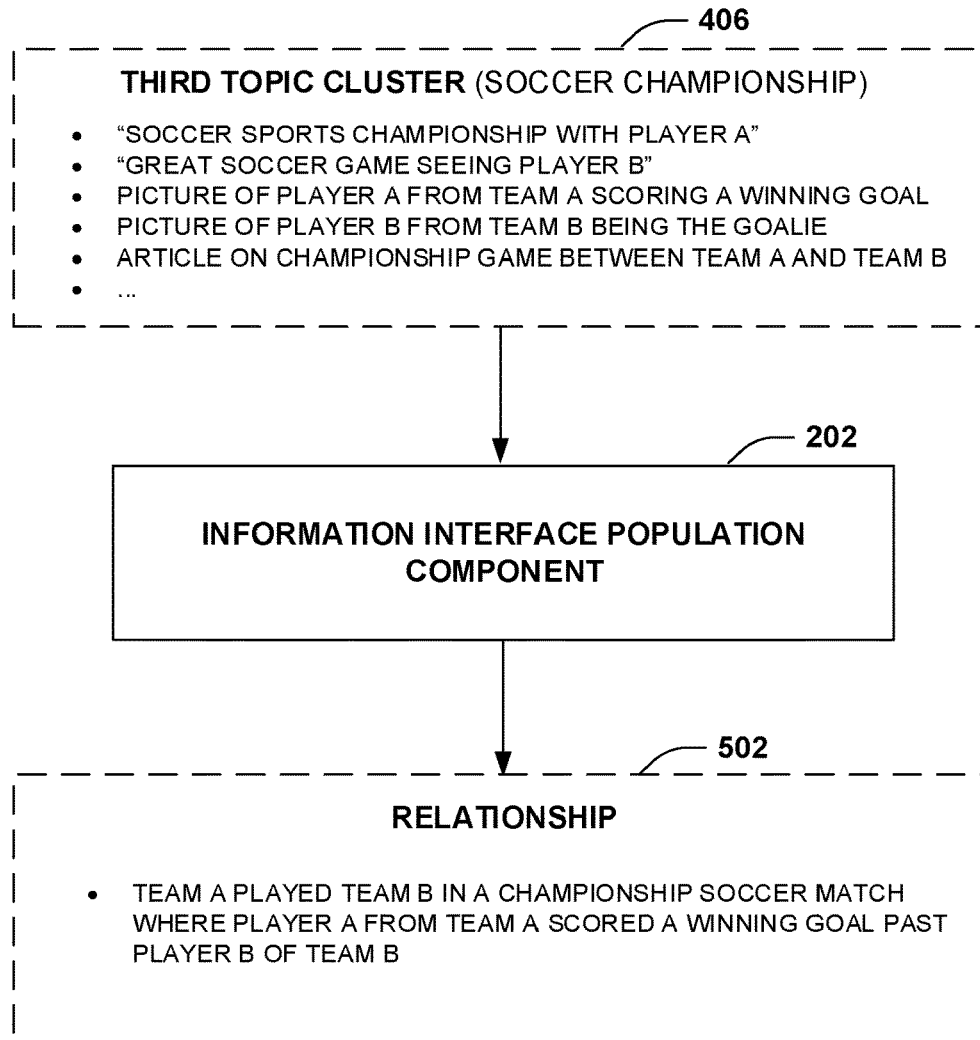 406
THIRD TOPIC CLUSTER (SOCCER CHAMPIONSHIP)
• “SOCCER SPORTS CHAMPIONSHIP WITH PLAYER A”
• “GREAT SOCCER GAME SEEING PLAYER B”
• PICTURE OF PLAYER A FROM TEAM A SCORING A WINNING GOAL
• PICTURE OF PLAYER B FROM TEAM B BEING THE GOALIE
• ARTICLE ON CHAMPIONSHIP GAME BETWEEN TEAM A AND TEAM B
• ...
202
INFORMATION INTERFACE POPULATION
COMPONENT
502
RELATIONSHIP
• TEAM A PLAYED TEAM B IN A CHAMPIONSHIP SOCCER MATCH
WHERE PLAYER A FROM TEAM A SCORED A WINNING GOAL PAST
PLAYER B OF TEAM B